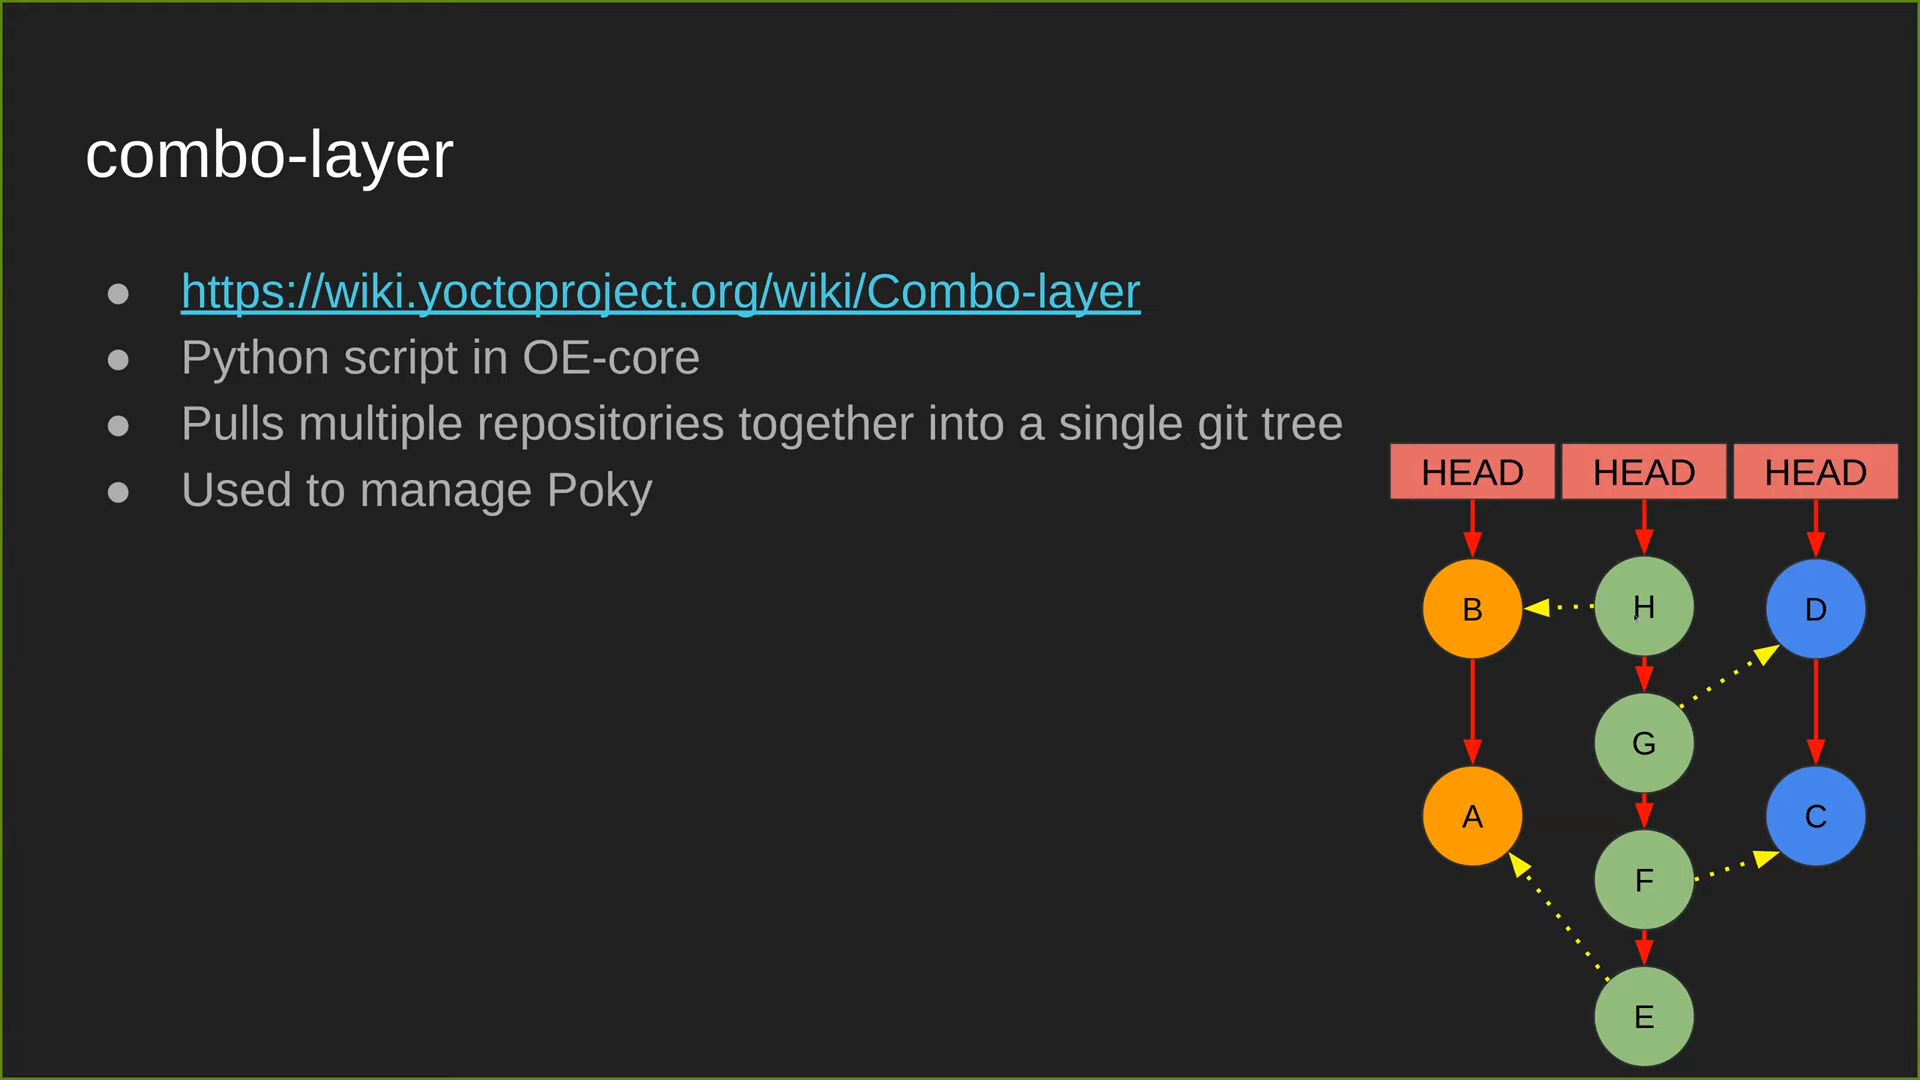 combo-layer
https://wiki.yoctoproject.org/wiki/Combo-layer
Python script in OE-core
Pulls multiple repositories together into a single git tree
Used to manage Poky
HEAD HEAD HEAD
B H D
G
A C
F
E